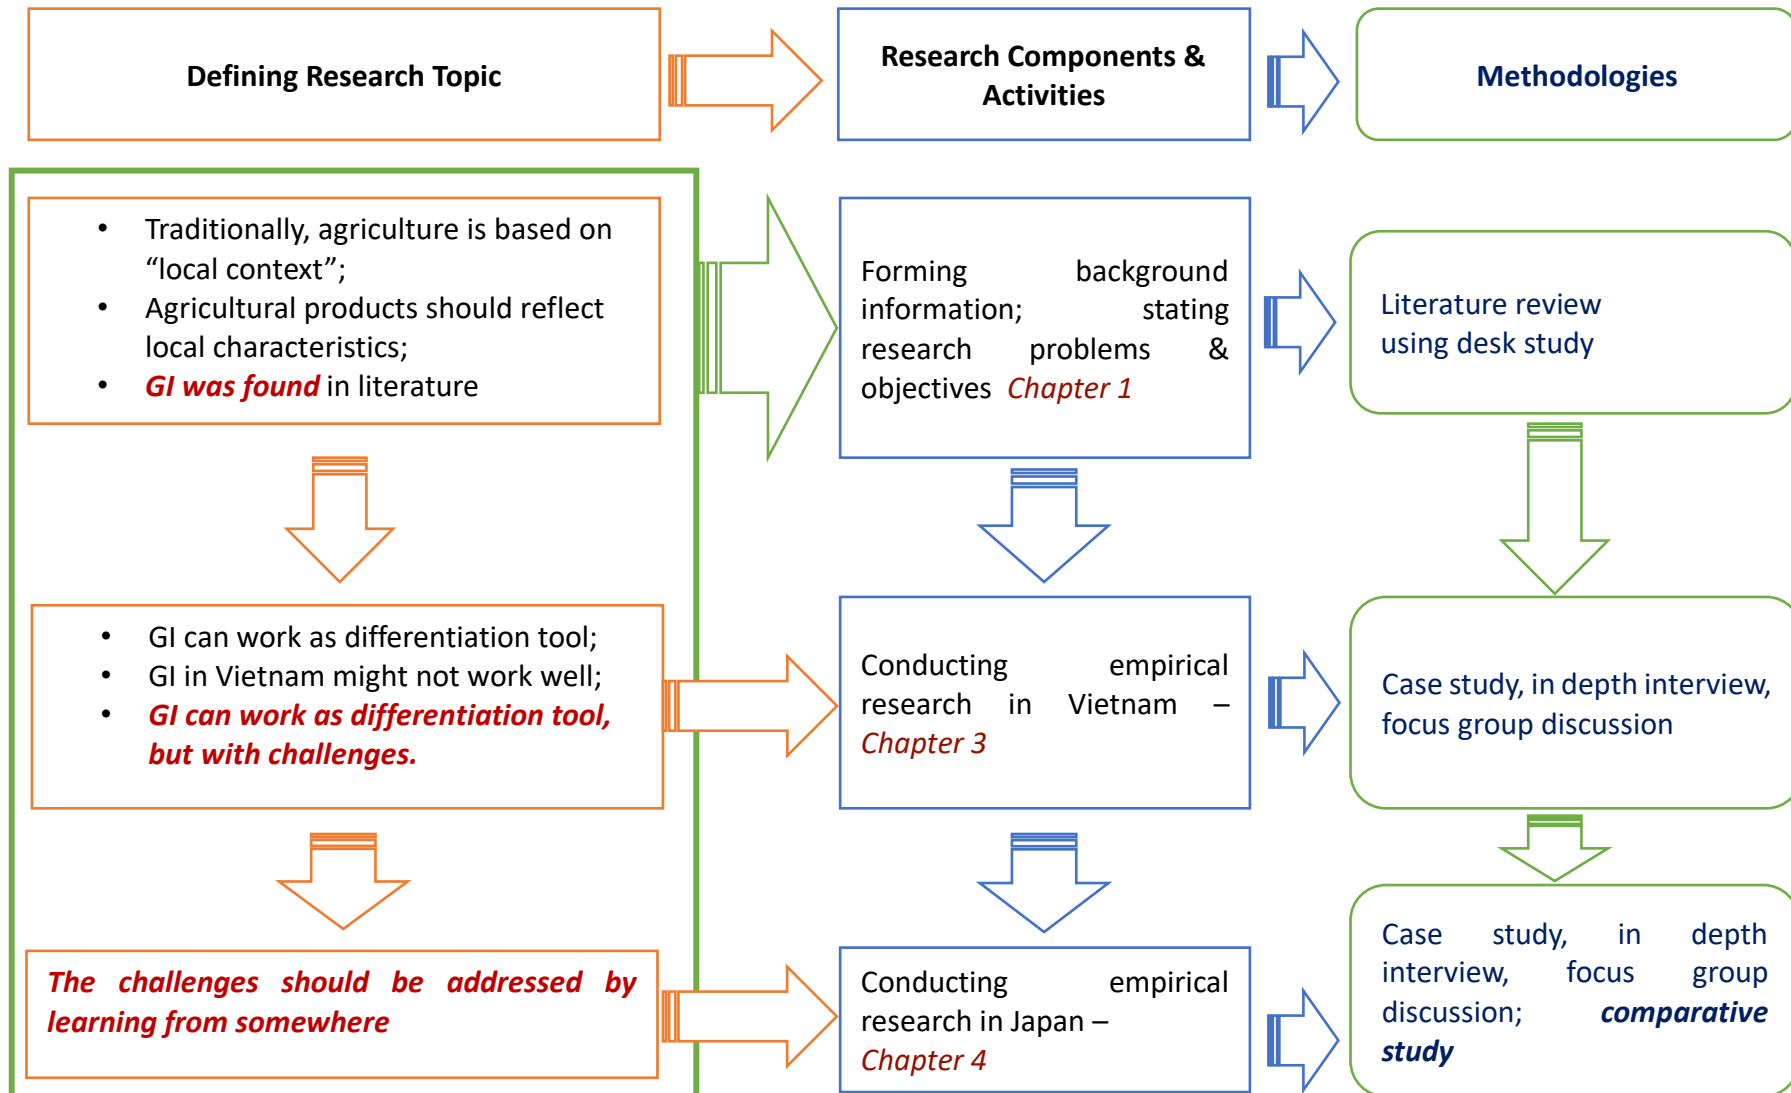 Defining Research Topic
Research Components &
Activities
Methodologies
• Traditionally, agriculture is based on
“local context”;
• Agricultural products should reflect
local characteristics;
• GI was found in literature
Forming background
information; stating
research problems &
objectives Chapter 1
Literature review
using desk study
• GI can work as differentiation tool;
• GI in Vietnam might not work well;
• GI can work as differentiation tool,
but with challenges.
Conducting empirical
research in Vietnam –
Chapter 3
Case study, in depth interview,
focus group discussion
The challenges should be addressed by
learning from somewhere
Conducting empirical
research in Japan –
Chapter 4
Case study, in depth
interview, focus group
discussion; comparative
study